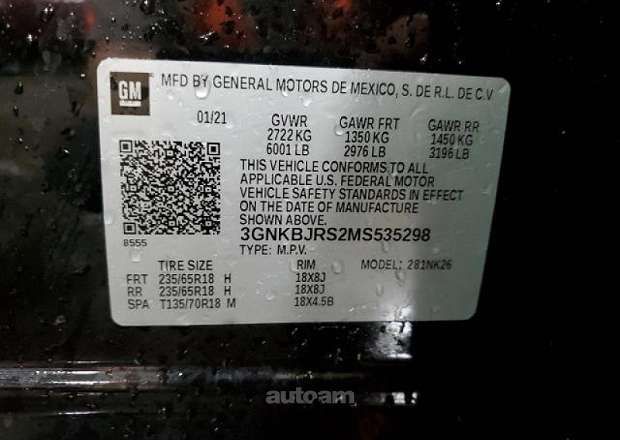 GM
MFD BY GENERAL MOTORS DE MEXICO, S. DE R.L. DE C.V
01/21 GVWR GAWR FRT GAWR RR
2722 KG 1350 KG 1450 KG
6001 LB 2976 LB 3196 LB
THIS VEHICLE CONFORMS TO ALL
APPLICABLE U.S. FEDERAL MOTOR
VEHICLE SAFETY STANDARDS IN EFFECT
ON THE DATE OF MANUFACTURE
SHOWN ABOVE.
8555
3GNKBJRS2MS535298
TYPE: M.P.V.
TIRE SIZE RIM MODEL: 281NK26
FRT 235/65R18 H 18X8J
RR 235/65R18 H 18X8J
SPA T135/70R18 M 18X4.5B
autoam